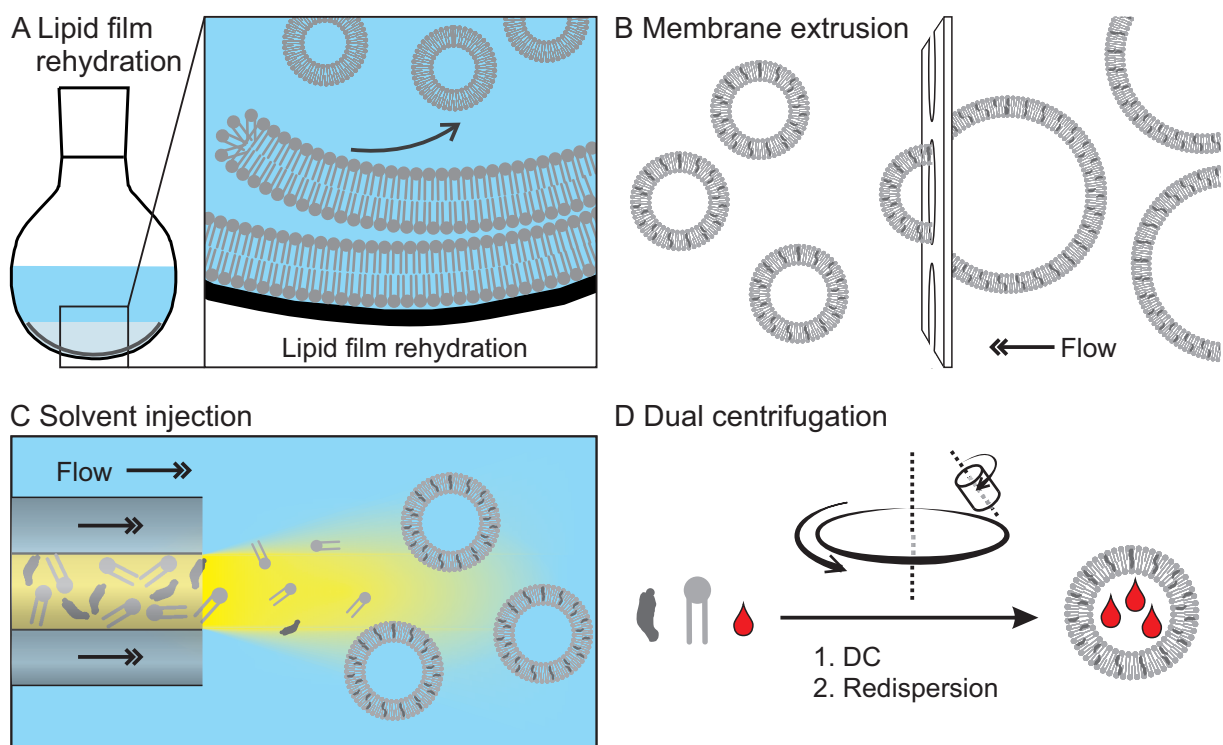 A Lipid film
rehydration
Lipid film rehydration
B Membrane extrusion
Flow
C Solvent injection
Flow
D Dual centrifugation
1. DC
2. Redispersion